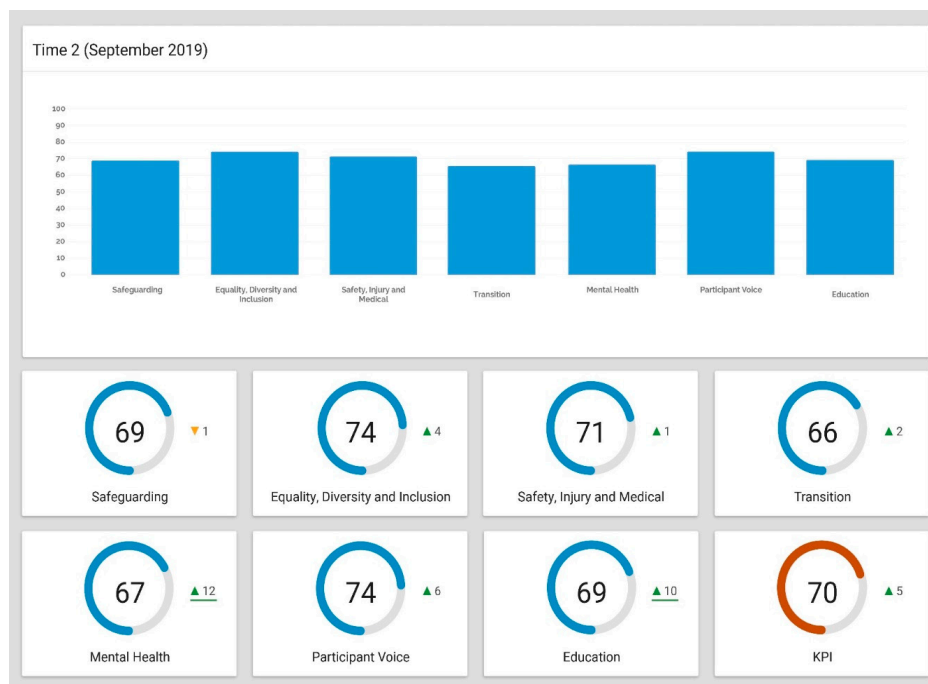 Time 2 (September 2019)
100
90
80
70
60
50
40
30
20
10
0
Safeguarding
Equality, Diversity and
Inclusion
Safety, Injury and
Medical
Transition
Mental Health
Participant Voice
Education
69
▼ 1
Safeguarding
74
▲ 4
Equality, Diversity and Inclusion
71
▲ 1
Safety, Injury and Medical
66
▲ 2
Transition
67
▲ 12
Mental Health
74
▲ 6
Participant Voice
69
▲ 10
Education
70
▲ 5
KPI